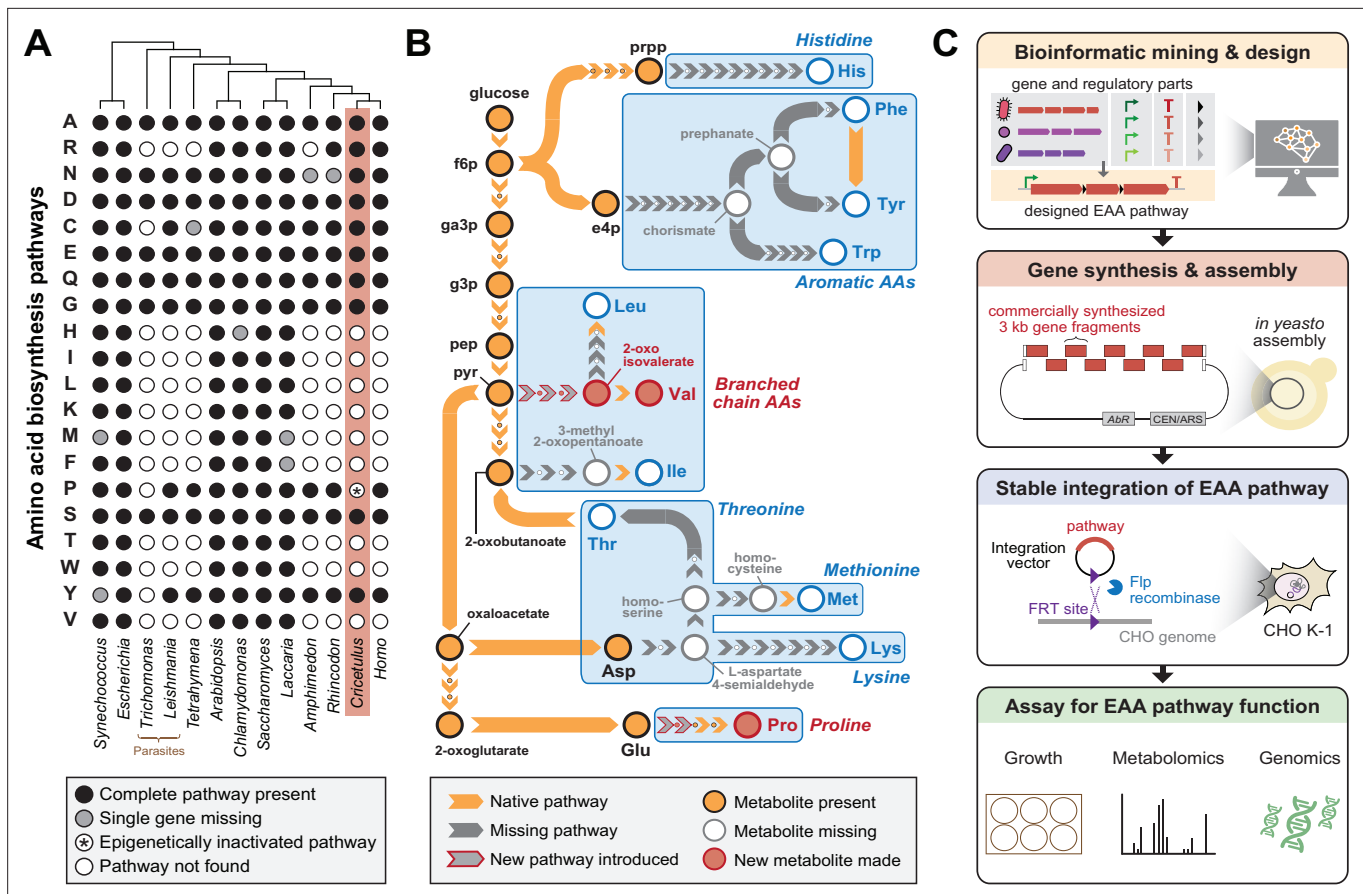 A
Amino acid biosynthesis pathways
A
R
N
D
C
E
Q
G
H
I
L
K
M
F
P
S
T
W
Y
V
*
Synechococcus
Escherichia
Trichomonas
Leishmania
Tetrahymena
Arabidopsis
Chlamydomonas
Saccharomyces
Laccaria
Amphimedon
Rhincodon
Cricetulus
Homo
Parasites
Complete pathway present
Single gene missing
* Epigenetically inactivated pathway
Pathway not found
B
glucose
f6p
ga3p
g3p
pep
pyr
2-oxobutanoate
oxaloacetate
2-oxoglutarate
prpp
Histidine
His
e4p
prephanate
chorismate
Phe
Tyr
Trp
Aromatic AAs
Leu
2-oxo
isovalerate
Val
Branched
chain AAs
3-methyl
2-oxopentanoate
Ile
Threonine
Thr
homo-
cysteine
Methionine
Met
homo-
serine
Asp
L-aspartate
4-semialdehyde
Lys
Lysine
Glu
Pro
Proline
Native pathway
Missing pathway
New pathway introduced
Metabolite present
Metabolite missing
New metabolite made
C
Bioinformatic mining & design
gene and regulatory parts
designed EAA pathway
Gene synthesis & assembly
commercially synthesized
3 kb gene fragments
in yeasto
assembly
AbR
CEN/ARS
Stable integration of EAA pathway
pathway
Integration
vector
Flp
recombinase
FRT site
CHO genome
CHO K-1
Assay for EAA pathway function
Growth
Metabolomics
Genomics